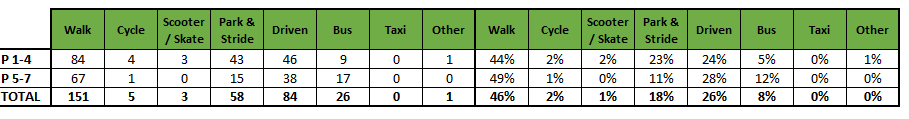 Walk Cycle Scooter / Skate Park & Stride Driven Bus Taxi Other Walk Cycle Scooter / Skate Park & Stride Driven Bus Taxi Other
P 1-4 84 4 3 43 46 9 0 1 44% 2% 2% 23% 24% 5% 0% 1%
P 5-7 67 1 0 15 38 17 0 0 49% 1% 0% 11% 28% 12% 0% 0%
TOTAL 151 5 3 58 84 26 0 1 46% 2% 1% 18% 26% 8% 0% 0%